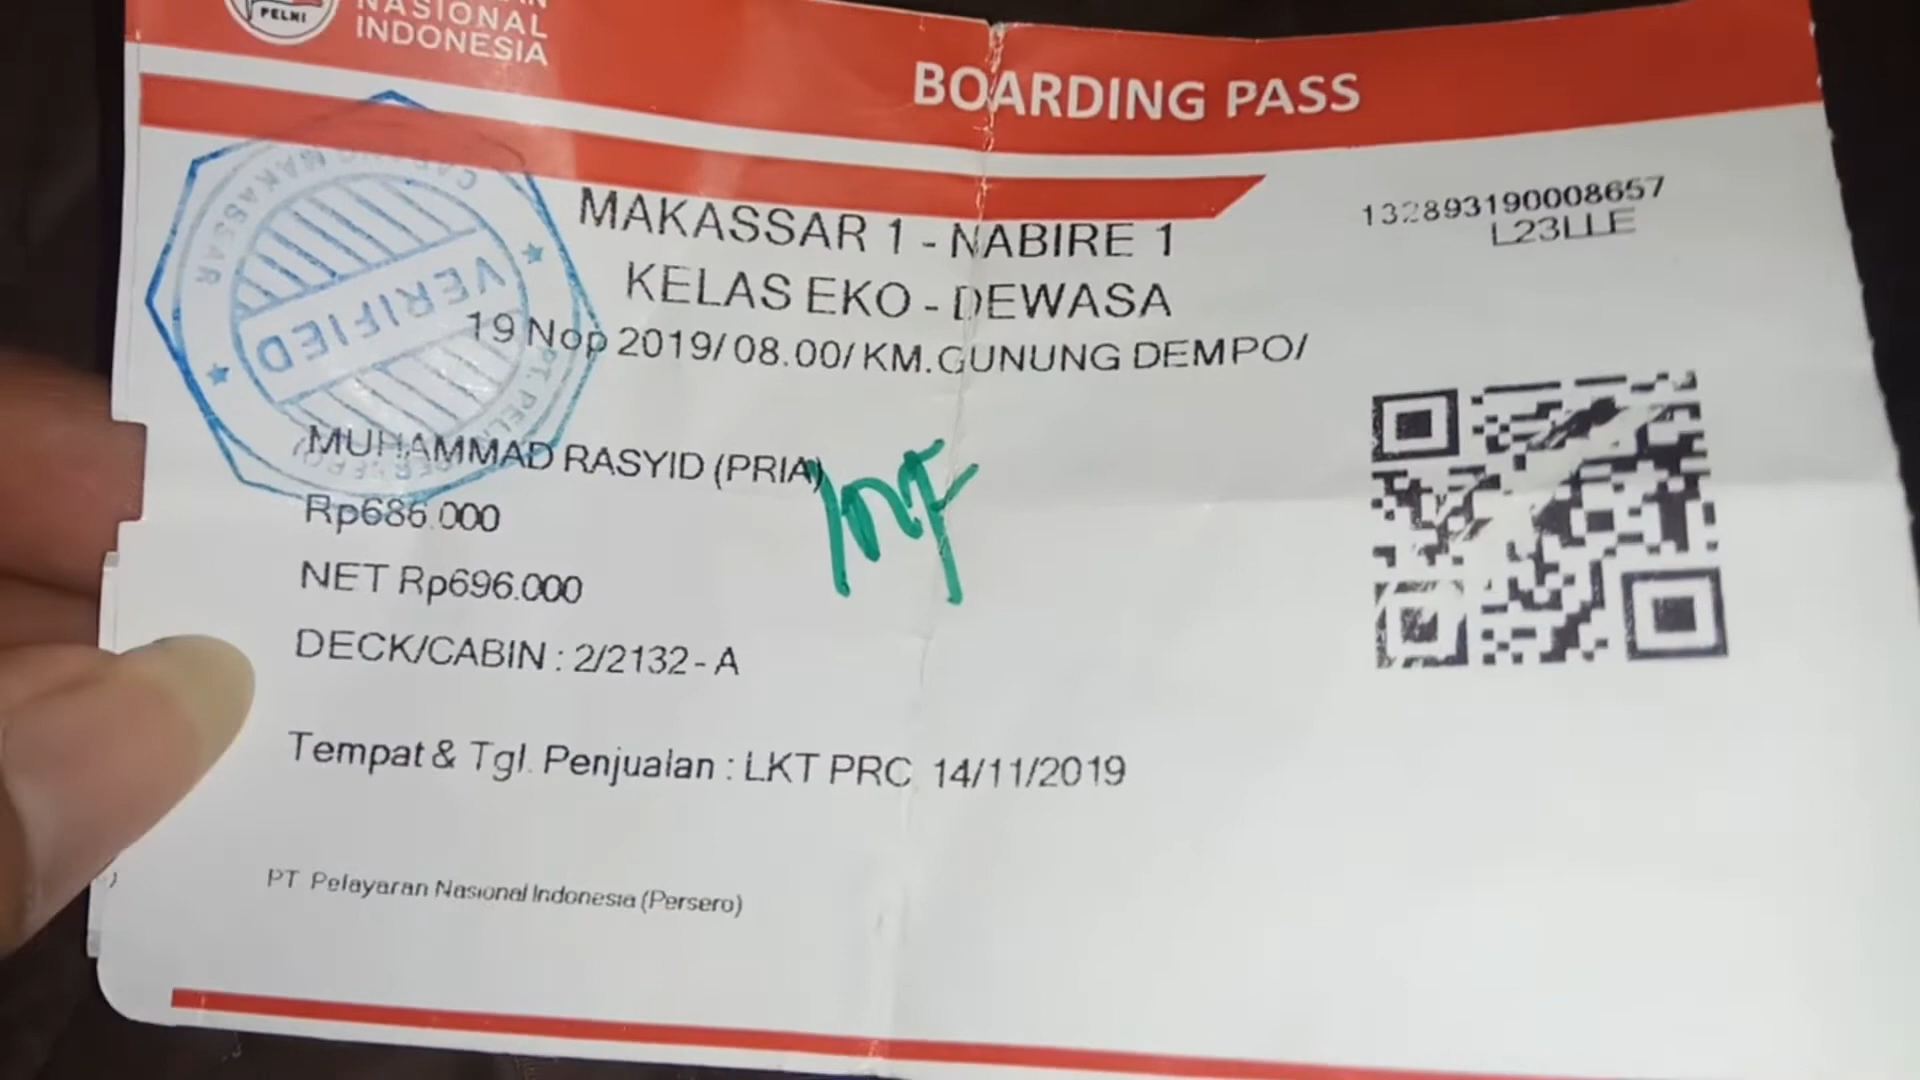 PELNI
NASIONAL
INDONESIA
BOARDING PASS
132893190008657
L23LLE
MAKASSAR 1 - NABIRE 1
KELAS EKO - DEWASA
19 Nop 2019/ 08.00/ KM.GUNUNG DEMPO/
MAKASSAR
VERIFIED
MUHAMMAD RASYID (PRIA)
Rp686.000
NET Rp696.000
DECK/CABIN : 2/2132 - A
Tempat & Tgl. Penjualan : LKT PRC 14/11/2019
PT Pelayaran Nasional Indonesia (Persero)